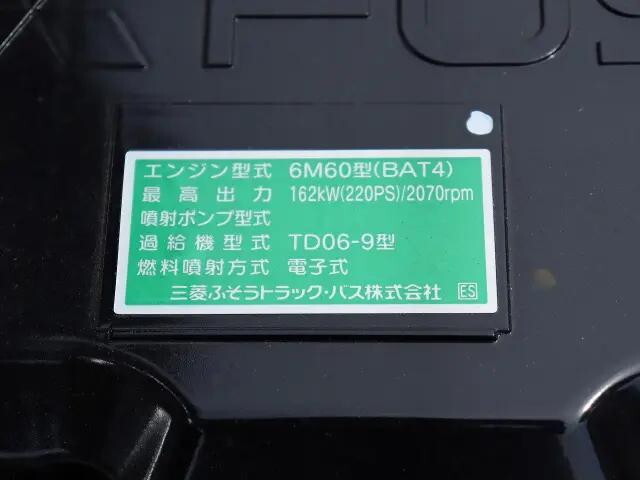 エンジン型式 6M60型(BAT4)
最高出力 162kW(220PS)/2070rpm
噴射ポンプ型式
過給機型式 TD06-9型
燃料噴射方式 電子式
三菱ふそうトラック・バス株式会社 ES